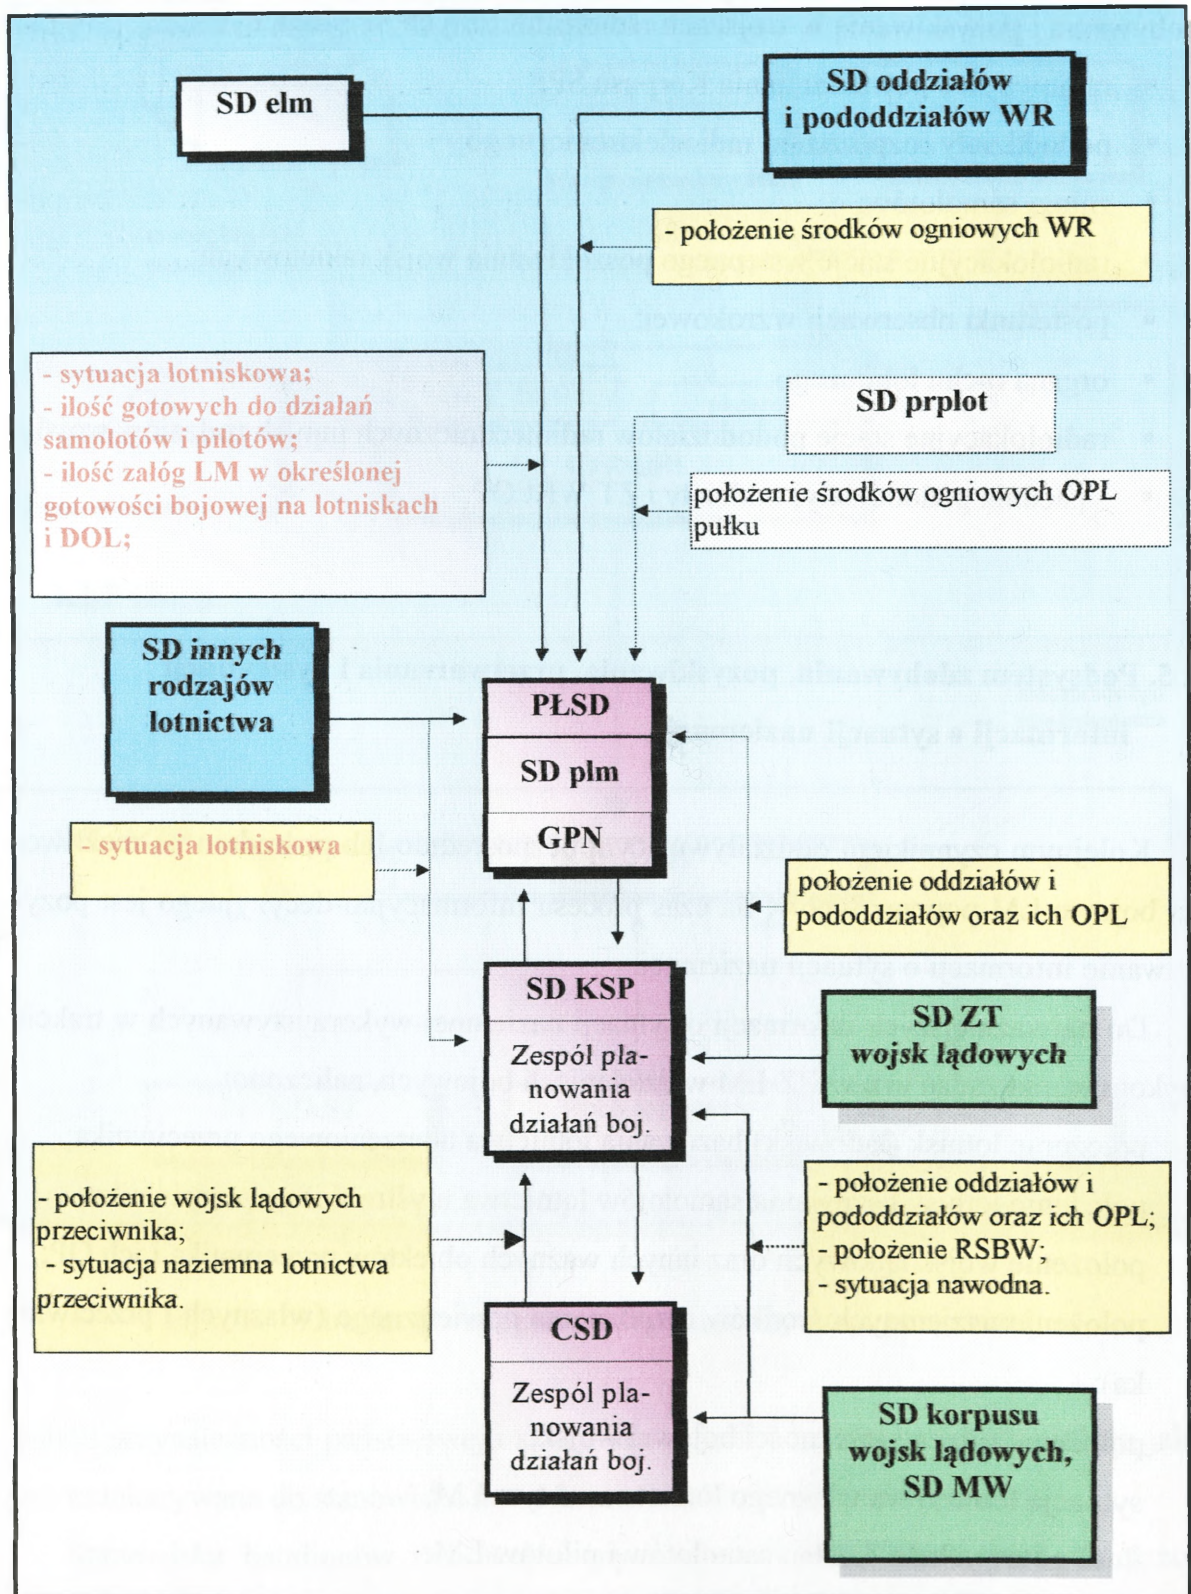 SD elm
SD oddziałów
i pododdziałów WR
- położenie środków ogniowych WR
- sytuacja lotniskowa;
- ilość gotowych do działań
samolotów i pilotów;
- ilość załóg LM w określonej
gotowości bojowej na lotniskach
i DOL;
SD prplot
położenie środków ogniowych OPL
pułku
SD innych
rodzajów
lotnictwa
PŁSD
SD plm
GPN
sytuacja lotniskowa
położenie oddziałów i
pododdziałów oraz ich OPL
SD KSP
Zespół pla-
nowania
działań boj.
SD ZT
wojsk lądowych
- położenie wojsk lądowych
przeciwnika;
- sytuacja naziemna lotnictwa
przeciwnika.
- położenie oddziałów i
pododdziałów oraz ich OPL;
- położenie RSBW;
- sytuacja nawodna.
CSD
Zespól pla-
nowania
działań boj.
SD korpusu
wojsk lądowych,
SD MW